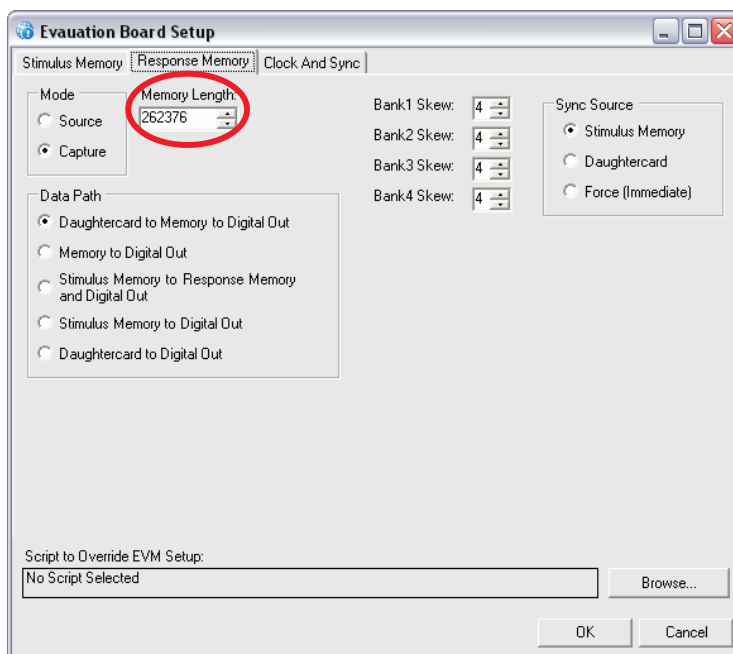 Evauation Board Setup
Stimulus Memory Response Memory Clock And Sync
Mode
Source
Capture
Memory Length:
262376
Bank1 Skew: 4
Bank2 Skew: 4
Bank3 Skew: 4
Bank4 Skew: 4
Sync Source
Stimulus Memory
Daughtercard
Force (Immediate)
Data Path
Daughtercard to Memory to Digital Out
Memory to Digital Out
Stimulus Memory to Response Memory
and Digital Out
Stimulus Memory to Digital Out
Daughtercard to Digital Out
Script to Override EVM Setup:
No Script Selected
Browse...
OK Cancel